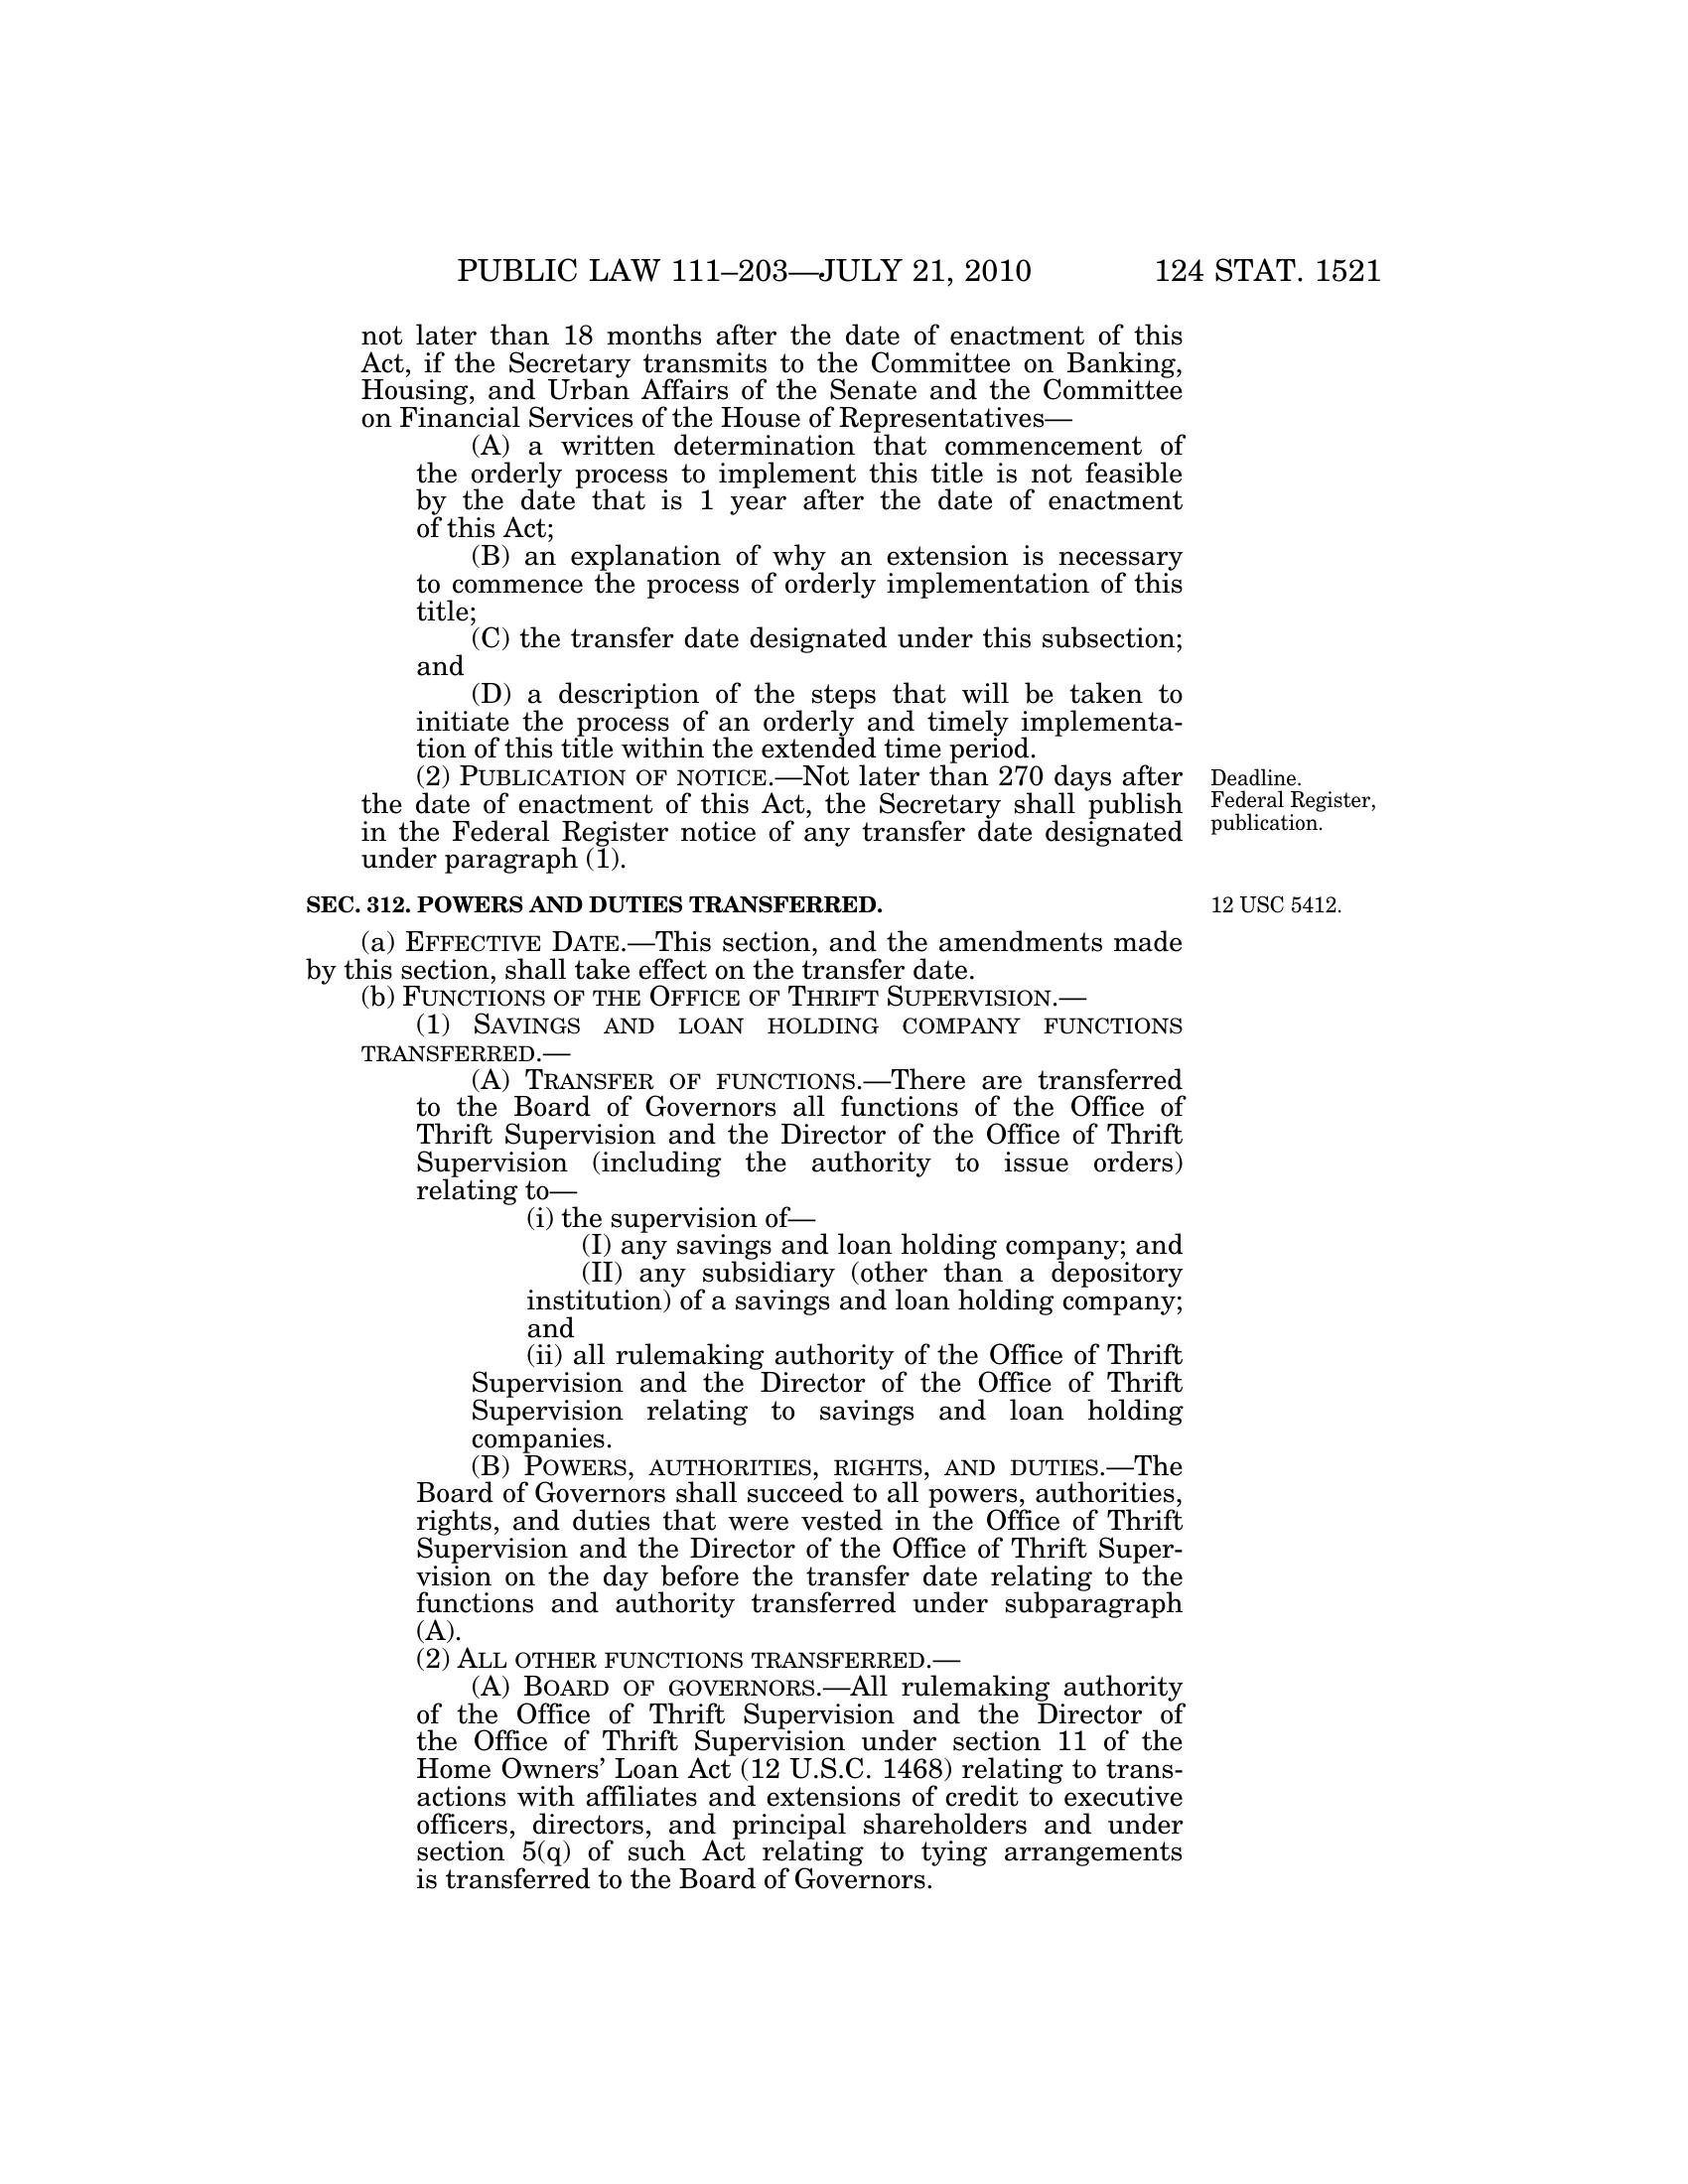 PUBLIC LAW 111–203—JULY 21, 2010 124 STAT. 1521
not later than 18 months after the date of enactment of this
Act, if the Secretary transmits to the Committee on Banking,
Housing, and Urban Affairs of the Senate and the Committee
on Financial Services of the House of Representatives—
(A) a written determination that commencement of
the orderly process to implement this title is not feasible
by the date that is 1 year after the date of enactment
of this Act;
(B) an explanation of why an extension is necessary
to commence the process of orderly implementation of this
title;
(C) the transfer date designated under this subsection;
and
(D) a description of the steps that will be taken to
initiate the process of an orderly and timely implementa-
tion of this title within the extended time period.
(2) PUBLICATION OF NOTICE.—Not later than 270 days after
the date of enactment of this Act, the Secretary shall publish
in the Federal Register notice of any transfer date designated
under paragraph (1).
Deadline.
Federal Register,
publication.
SEC. 312. POWERS AND DUTIES TRANSFERRED.
12 USC 5412.
(a) EFFECTIVE DATE.—This section, and the amendments made
by this section, shall take effect on the transfer date.
(b) FUNCTIONS OF THE OFFICE OF THRIFT SUPERVISION.—
(1) SAVINGS AND LOAN HOLDING COMPANY FUNCTIONS
TRANSFERRED.—
(A) TRANSFER OF FUNCTIONS.—There are transferred
to the Board of Governors all functions of the Office of
Thrift Supervision and the Director of the Office of Thrift
Supervision (including the authority to issue orders)
relating to—
(i) the supervision of—
(I) any savings and loan holding company; and
(II) any subsidiary (other than a depository
institution) of a savings and loan holding company;
and
(ii) all rulemaking authority of the Office of Thrift
Supervision and the Director of the Office of Thrift
Supervision relating to savings and loan holding
companies.
(B) POWERS, AUTHORITIES, RIGHTS, AND DUTIES.—The
Board of Governors shall succeed to all powers, authorities,
rights, and duties that were vested in the Office of Thrift
Supervision and the Director of the Office of Thrift Super-
vision on the day before the transfer date relating to the
functions and authority transferred under subparagraph
(A).
(2) ALL OTHER FUNCTIONS TRANSFERRED.—
(A) BOARD OF GOVERNORS.—All rulemaking authority
of the Office of Thrift Supervision and the Director of
the Office of Thrift Supervision under section 11 of the
Home Owners’ Loan Act (12 U.S.C. 1468) relating to trans-
actions with affiliates and extensions of credit to executive
officers, directors, and principal shareholders and under
section 5(q) of such Act relating to tying arrangements
is transferred to the Board of Governors.